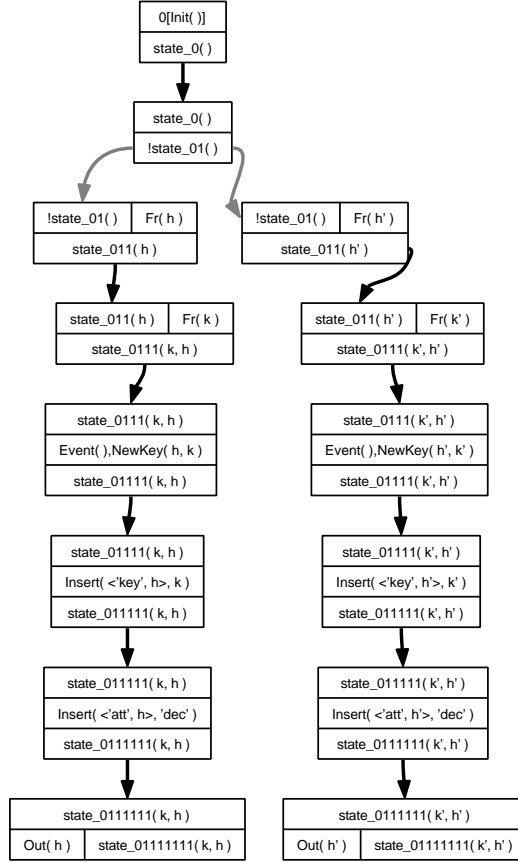 0[Init( )]
state_0( )
state_0( )
!state_01( )
!state_01( ) Fr( h )
state_011( h )
!state_01( ) Fr( h’ )
state_011( h’ )
state_011( h ) Fr( k )
state_0111( k, h )
state_011( h’ ) Fr( k’ )
state_0111( k’, h’ )
state_0111( k, h )
Event( ),NewKey( h, k )
state_01111( k, h )
state_0111( k’, h’ )
Event( ),NewKey( h’, k’ )
state_01111( k’, h’ )
state_01111( k, h )
Insert( <’key’, h>, k )
state_011111( k, h )
state_01111( k’, h’ )
Insert( <’key’, h’>, k’ )
state_011111( k’, h’ )
state_011111( k, h )
Insert( <’att’, h>, ’dec’ )
state_0111111( k, h )
state_011111( k’, h’ )
Insert( <’att’, h’>, ’dec’ )
state_0111111( k’, h’ )
state_0111111( k, h )
Out( h ) state_01111111( k, h )
state_0111111( k’, h’ )
Out( h’ ) state_01111111( k’, h’ )